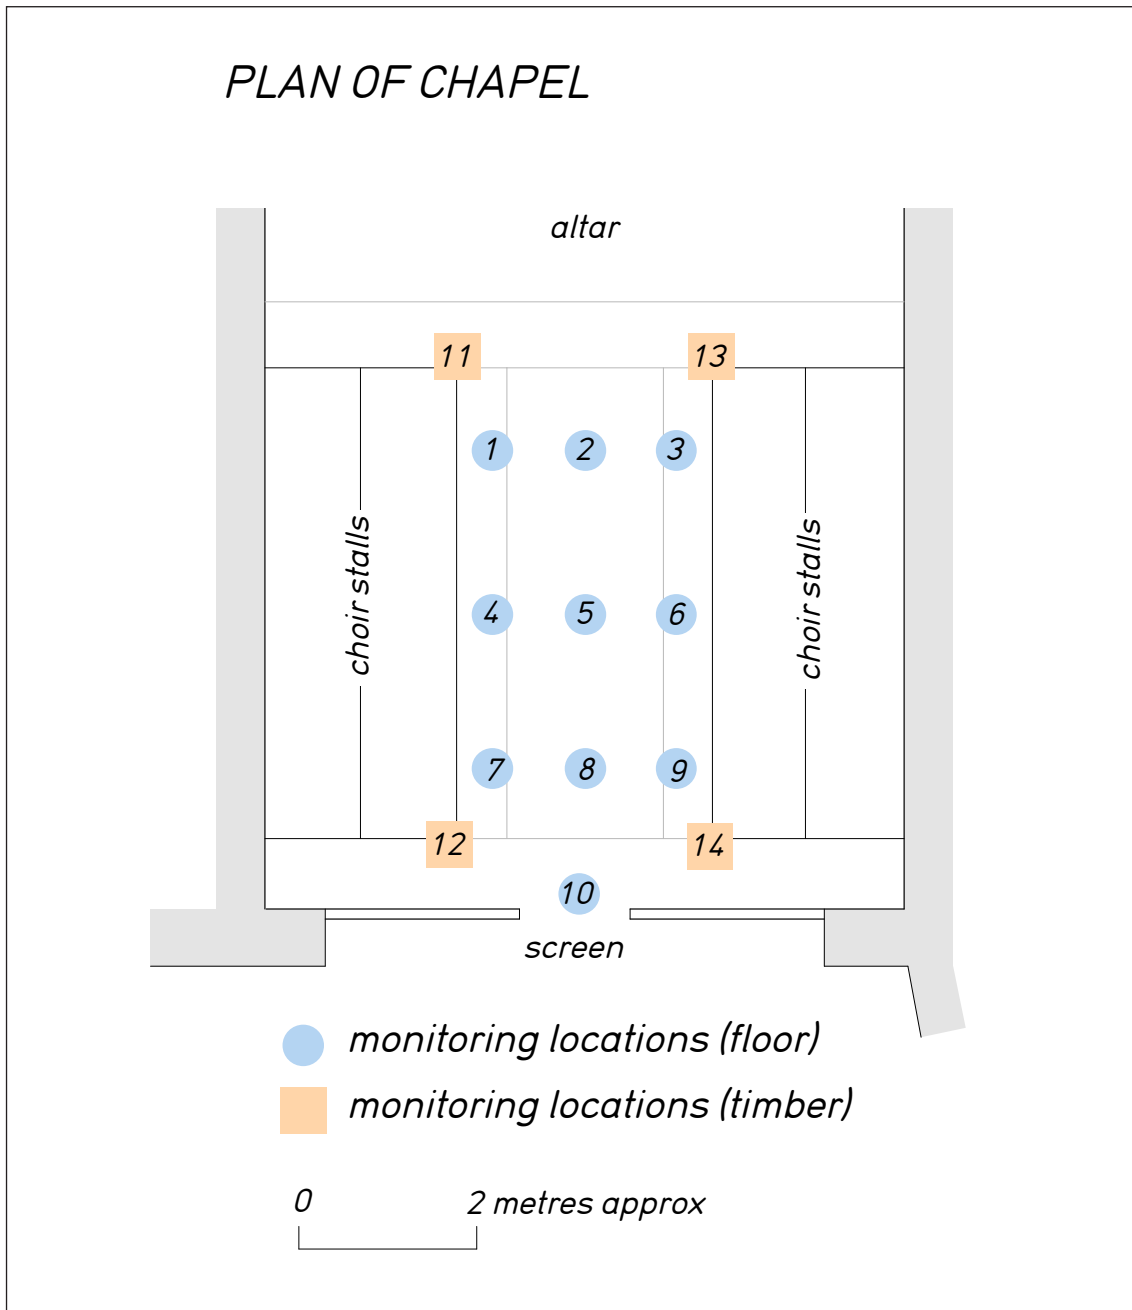 PLAN OF CHAPEL
altar
11
13
1
2
3
choir stalls
choir stalls
4
5
6
7
8
9
12
14
10
screen
monitoring locations (floor)
monitoring locations (timber)
0
2 metres approx